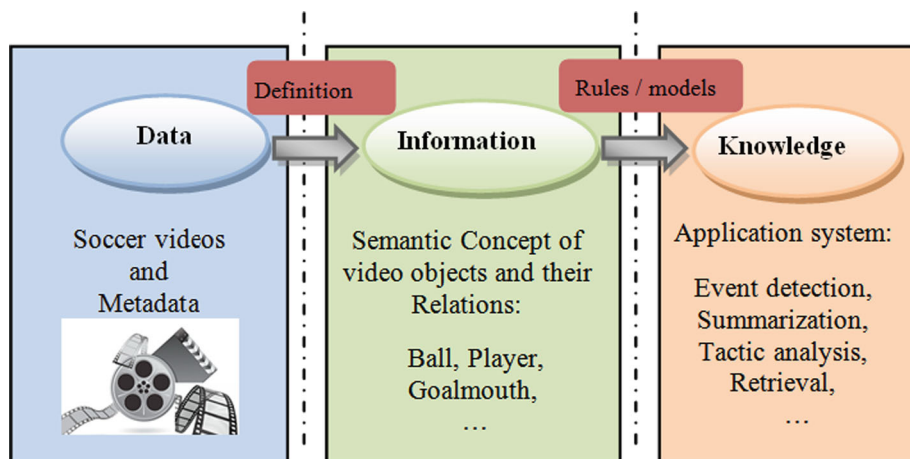 Definition
Rules / models
Data
Information
Knowledge
Soccer videos
and
Metadata
Semantic Concept of
video objects and their
Relations:
Ball, Player,
Goalmouth,
...
Application system:
Event detection,
Summarization,
Tactic analysis,
Retrieval,
...